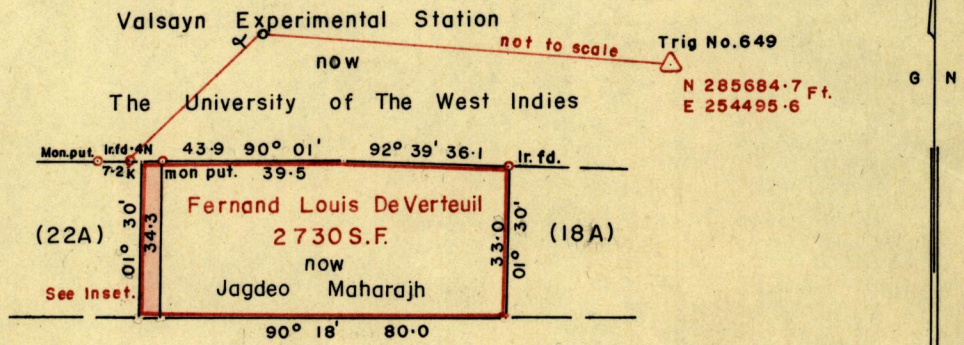 Valsayn Experimental Station
now
The University of The West Indies
not to scale
Trig No.649
N 285684·7 Ft.
E 254495·6
G N
α
Mon.put.
Ir.fd·4N
7·2
K
43·9 90° 01'
92° 39' 36·1
Ir. fd.
mon put. 39·5
01° 30'
34·3
(22A)
Fernand Louis De Verteuil
2730 S.F.
now
Jagdeo Maharajh
33·0
01° 30'
(18A)
See Inset.
90° 18' 80·0